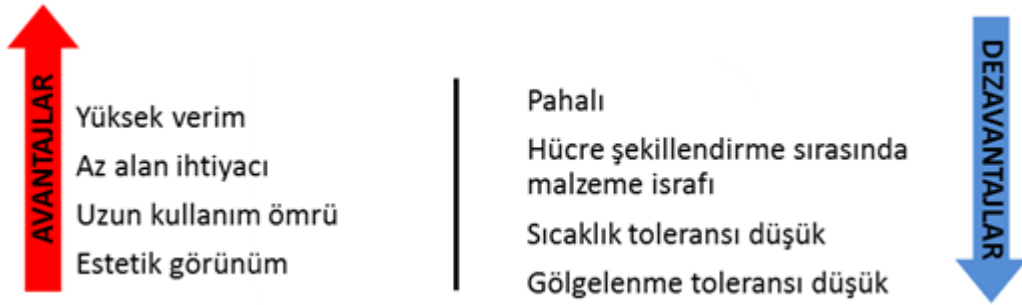 AVANTAJLAR
Yüksek verim
Az alan ihtiyacı
Uzun kullanım ömrü
Estetik görünüm
Pahalı
Hücre şekillendirme sırasında
malzeme israfı
Sıcaklık toleransı düşük
Gölgelenme toleransı düşük
DEZAVANTAJLAR